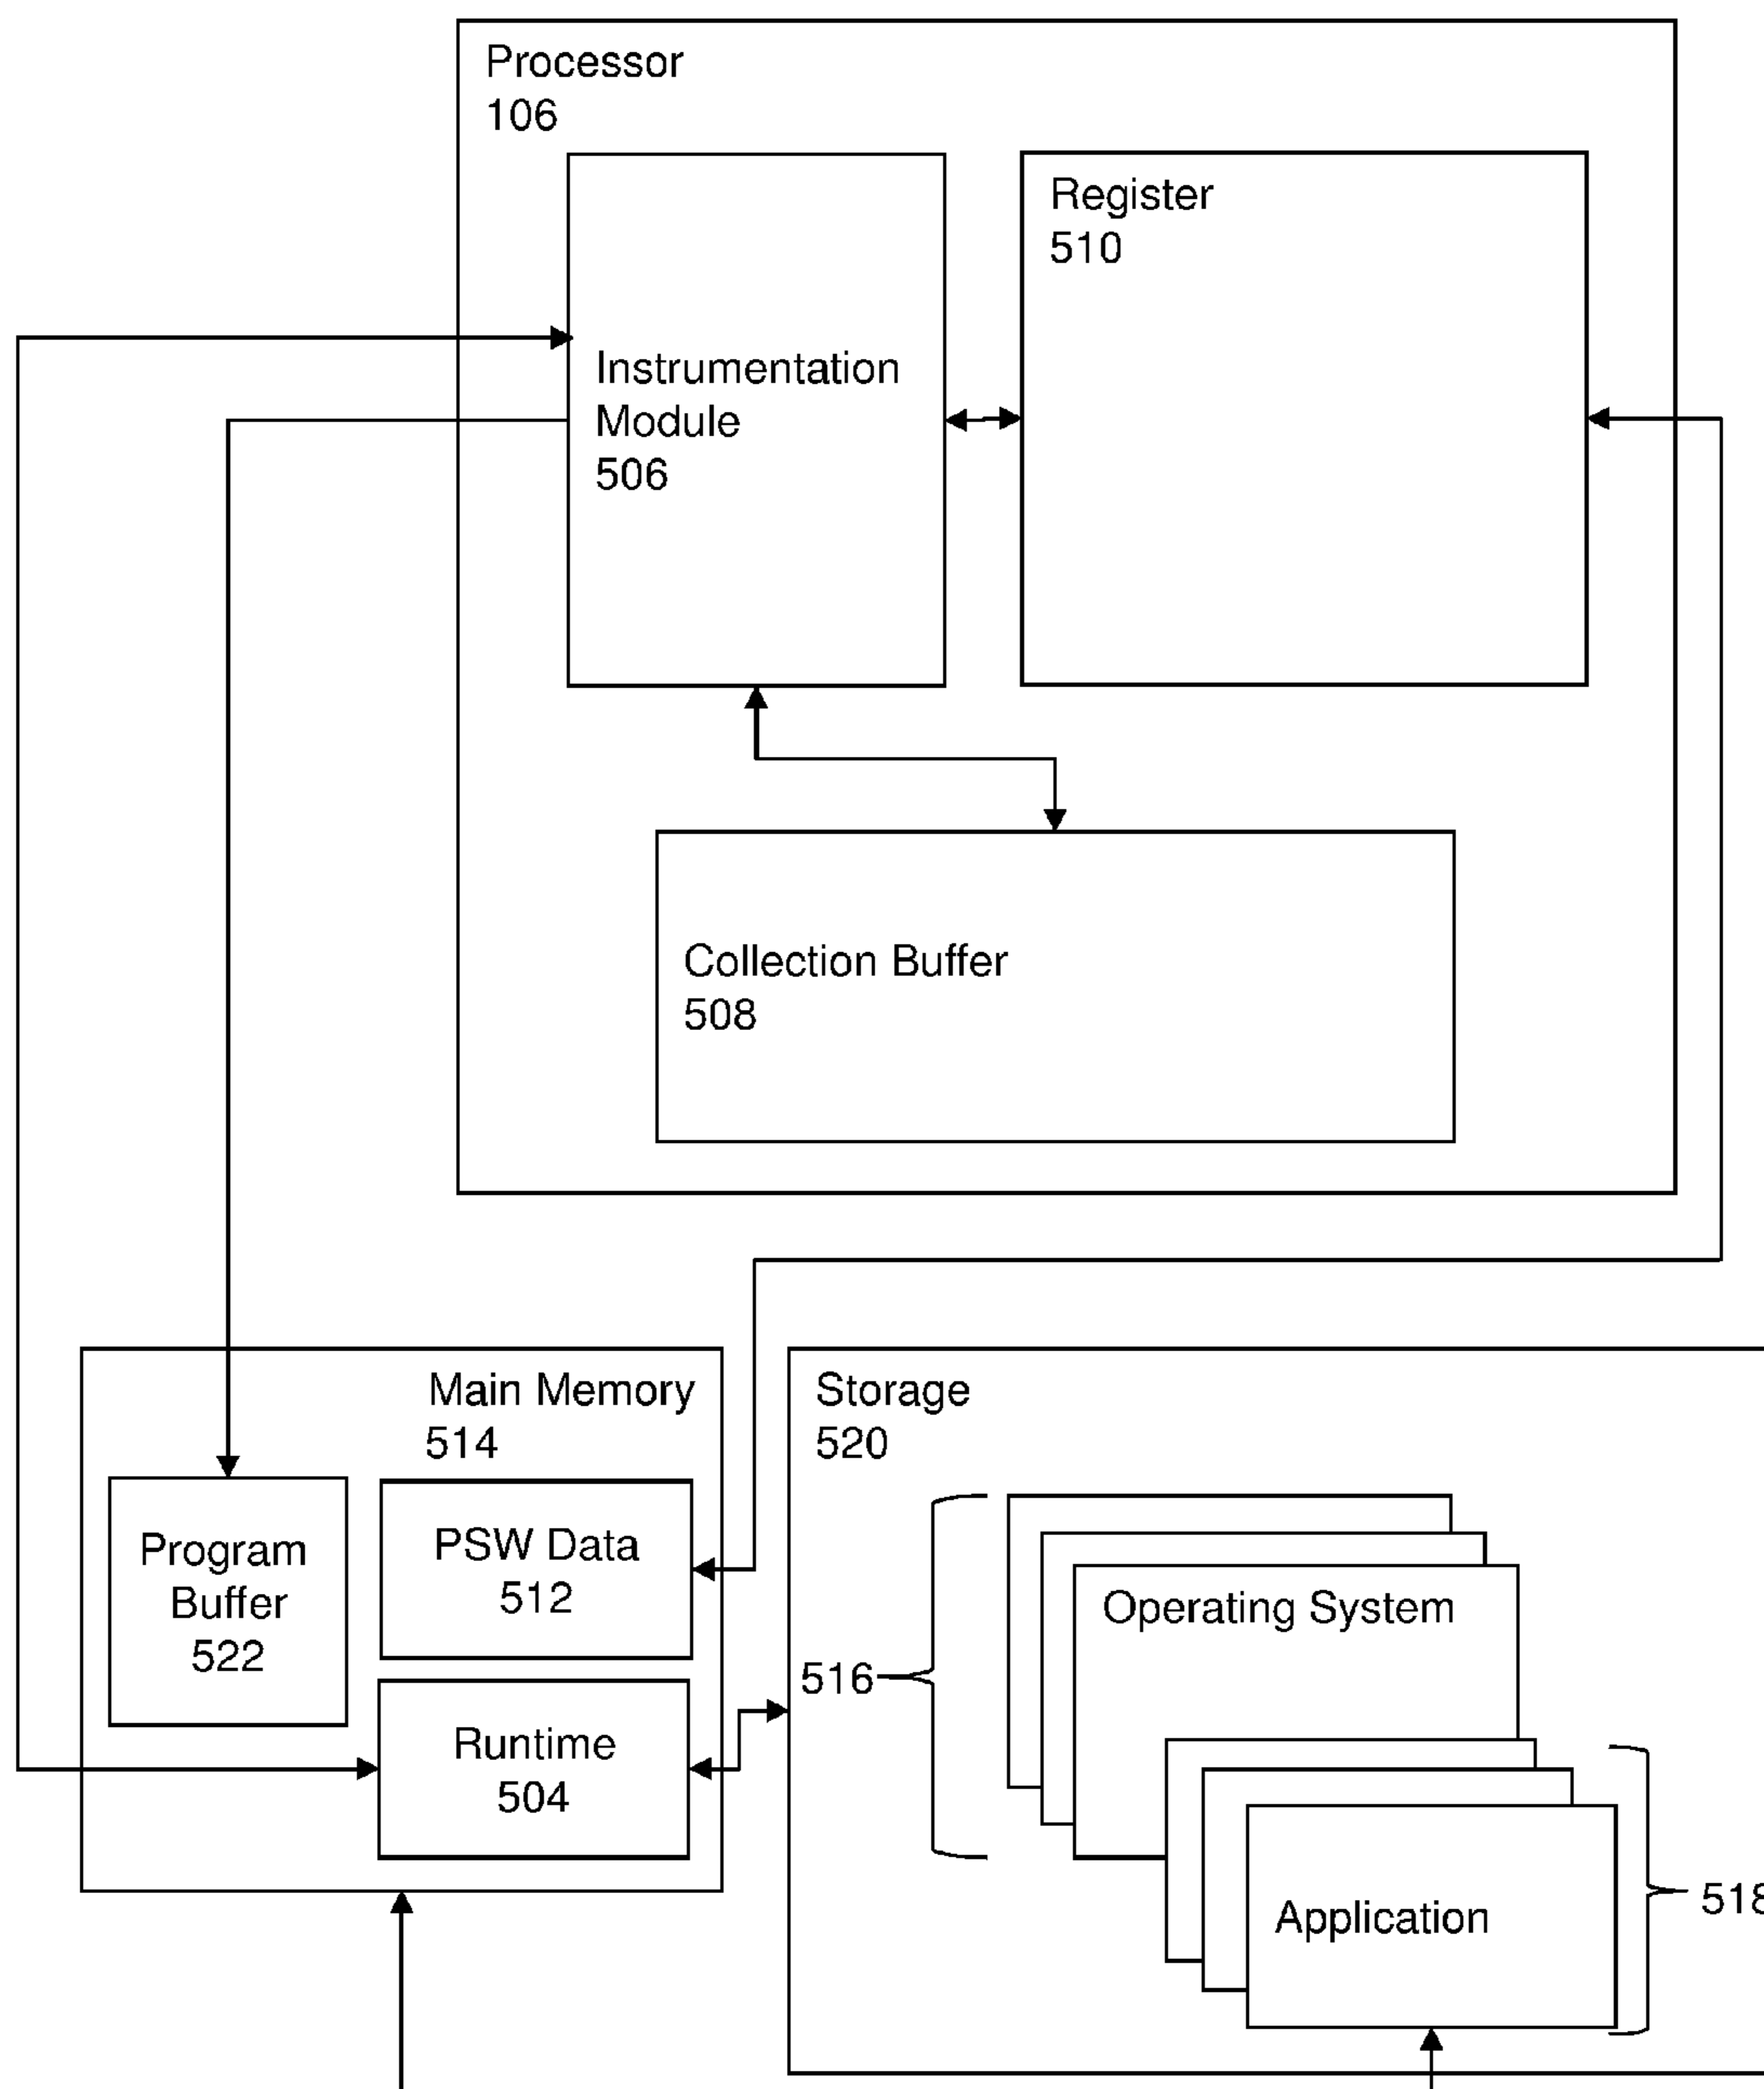 Processor
106
Register
510
Instrumentation
Module
506
Collection Buffer
508
Main Memory
514
Storage
520
Program
Buffer
522
PSW Data
512
Operating System
516
Runtime
504
Application
518